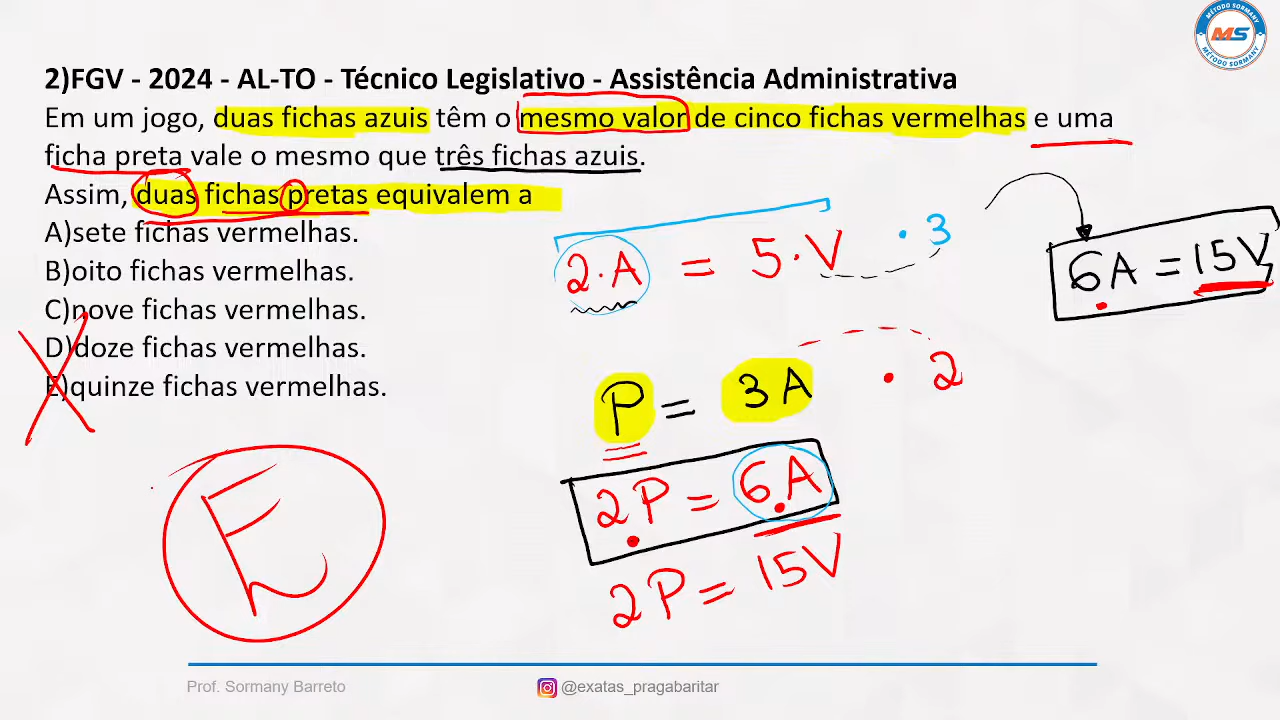 MÉTODO SORMANY
MS
MÉTODO SORMANY
2)FGV - 2024 - AL-TO - Técnico Legislativo - Assistência Administrativa
Em um jogo, duas fichas azuis têm o mesmo valor de cinco fichas vermelhas e uma
ficha preta vale o mesmo que três fichas azuis.
Assim, duas fichas pretas equivalem a
A)sete fichas vermelhas.
B)oito fichas vermelhas.
C)nove fichas vermelhas.
D)doze fichas vermelhas.
E)quinze fichas vermelhas.
2·A = 5·V ·3
6A = 15V
P = 3A · 2
2P = 6A
2P = 15V
E
Prof. Sormany Barreto
@exatas_pragabaritar